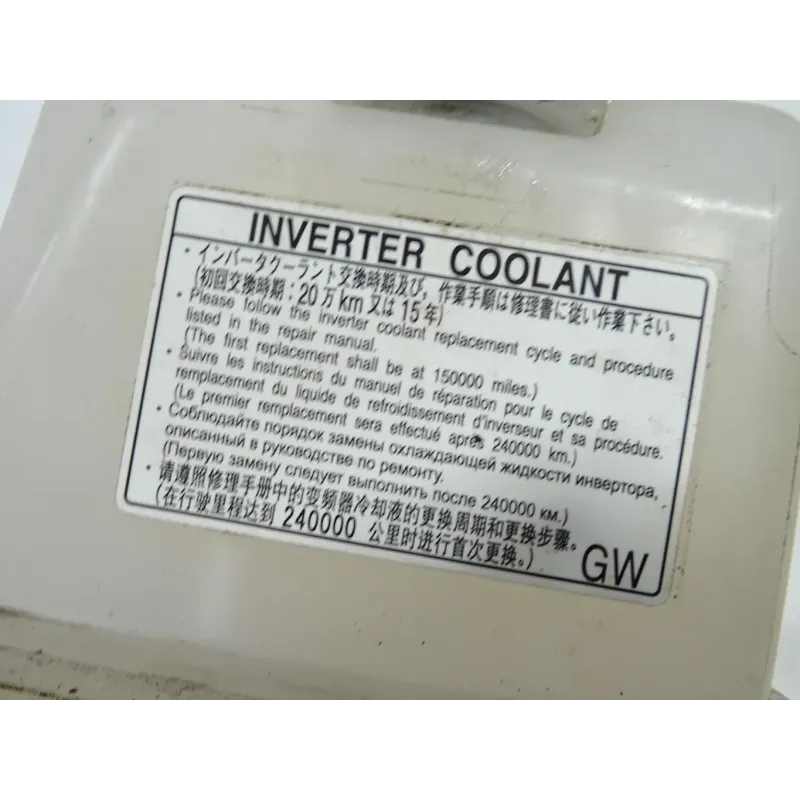 INVERTER COOLANT
・インバータクーラント交換時期及び，作業手順は修理書に従い作業下さい。
(初回交換時期：20万km又は15年)
・Please follow the inverter coolant replacement cycle and procedure
listed in the repair manual.
(The first replacement shall be at 150000 miles.)
・Suivre les instructions du manuel de réparation pour le cycle de
remplacement du liquide de refroidissement d'inverseur et sa procédure.
(Le premier remplacement sera effectué après 240000 km.)
・Соблюдайте порядок замены охлаждающей жидкости инвертора,
описанный в руководстве по ремонту.
(Первую замену следует выполнить после 240000 км.)
・请遵照修理手册中的变频器冷却液的更换周期和更换步骤。
(在行驶里程达到 240000 公里时进行首次更换。)
GW